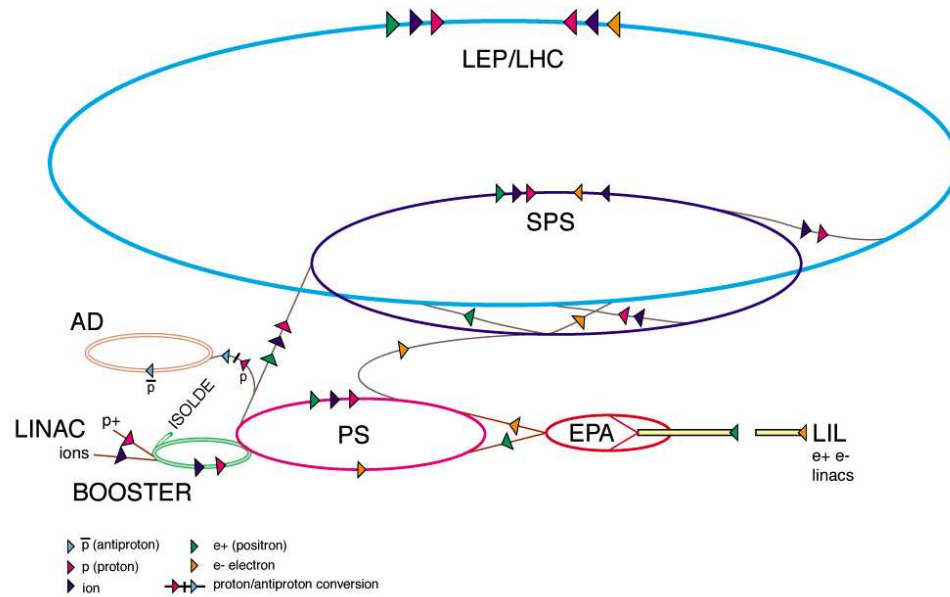 LEP/LHC
SPS
AD
p̅
p
ISOLDE
LINAC
p+
ions
BOOSTER
PS
EPA
LIL
e+ e-
linacs
p̅ (antiproton)
p (proton)
ion
e+ (positron)
e- electron
proton/antiproton conversion